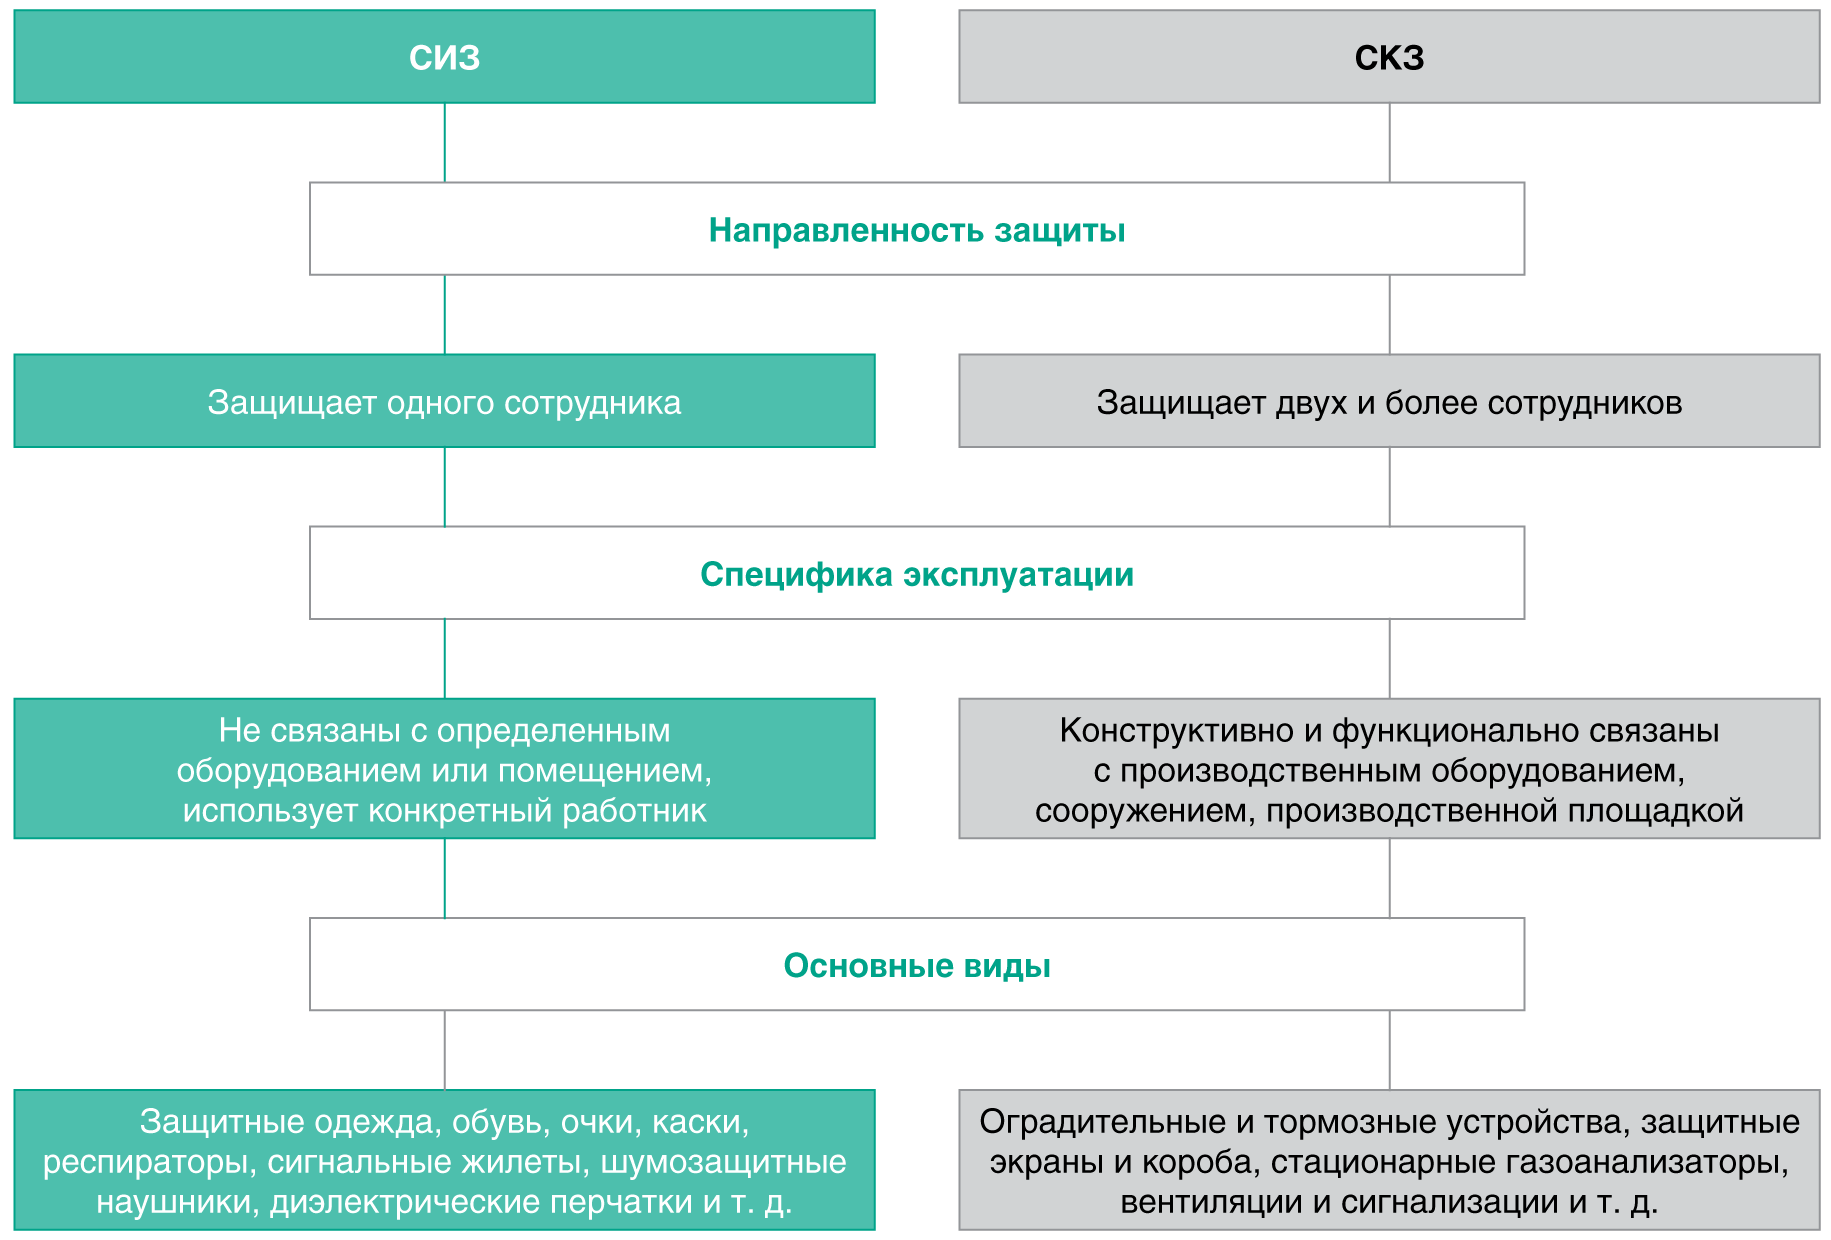 СИЗ
СКЗ
Направленность защиты
Защищает одного сотрудника
Защищает двух и более сотрудников
Специфика эксплуатации
Не связаны с определенным
оборудованием или помещением,
использует конкретный работник
Конструктивно и функционально связаны
с производственным оборудованием,
сооружением, производственной площадкой
Основные виды
Защитные одежда, обувь, очки, каски,
респираторы, сигнальные жилеты, шумозащитные
наушники, диэлектрические перчатки и т. д.
Оградительные и тормозные устройства, защитные
экраны и короба, стационарные газоанализаторы,
вентиляции и сигнализации и т. д.